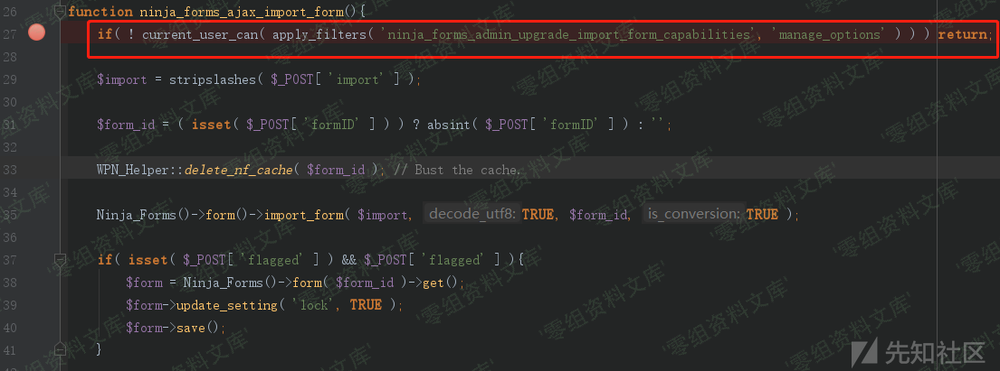 26 function ninja_forms_ajax_import_form(){
27 if( ! current_user_can( apply_filters( 'ninja_forms_admin_upgrade_import_form_capabilities', 'manage_options' ) ) ) return;
28
29 $import = stripslashes( $_POST[ 'import' ] );
30
31 $form_id = ( isset( $_POST[ 'formID' ] ) ) ? absint( $_POST[ 'formID' ] ) : '';
32
33 WPN_Helper::delete_nf_cache( $form_id ); // Bust the cache.
34
35 Ninja_Forms()->form()->import_form( $import, decode_utf8: TRUE, $form_id, is_conversion: TRUE );
36
37 if( isset( $_POST[ 'flagged' ] ) && $_POST[ 'flagged' ] ){
38 $form = Ninja_Forms()->form( $form_id )->get();
39 $form->update_setting( 'lock', TRUE );
40 $form->save();
41 }
'零组资料文库'
先知社区